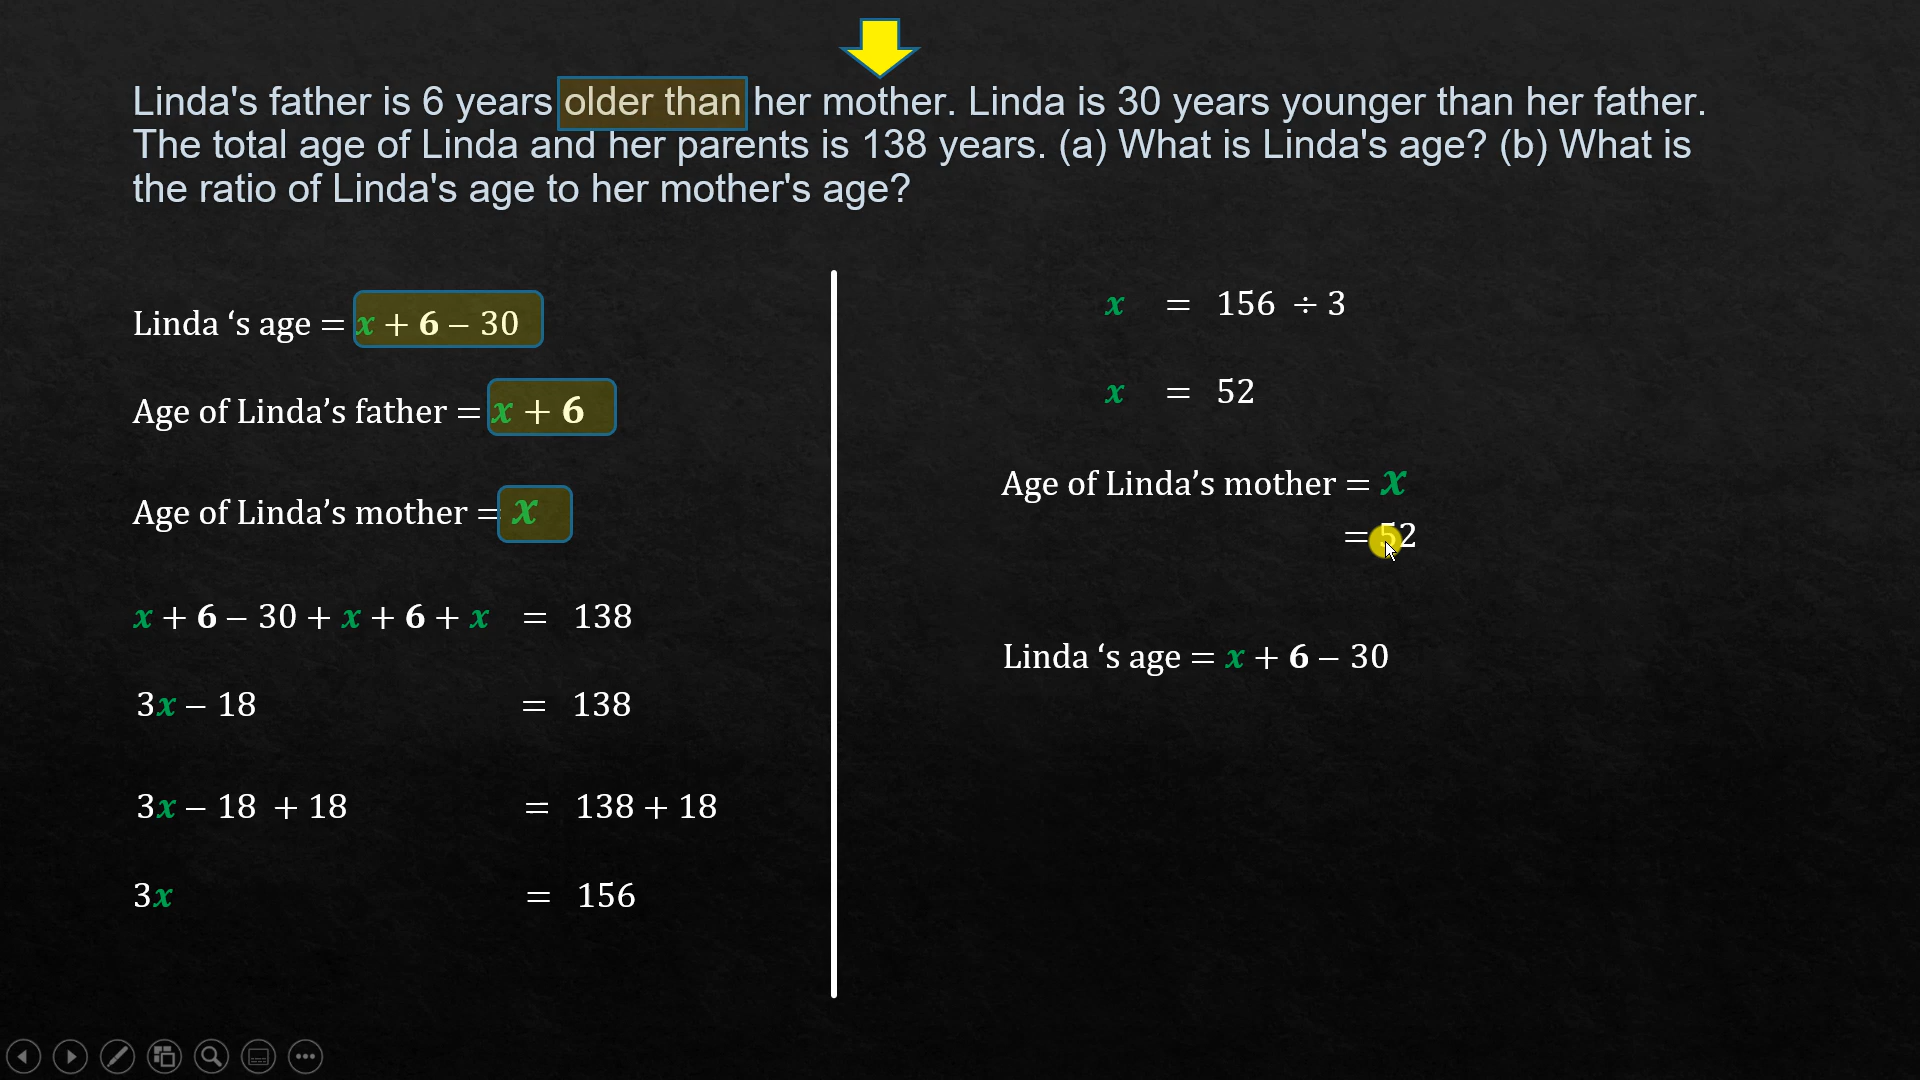 Linda's father is 6 years older than her mother. Linda is 30 years younger than her father.
The total age of Linda and her parents is 138 years. (a) What is Linda's age? (b) What is
the ratio of Linda's age to her mother's age?
Linda ‘s age = x + 6 – 30
Age of Linda’s father = x + 6
Age of Linda’s mother = x
x + 6 – 30 + x + 6 + x = 138
3x – 18 = 138
3x – 18 + 18 = 138 + 18
3x = 156
x = 156 ÷ 3
x = 52
Age of Linda’s mother = x
= 52
Linda ‘s age = x + 6 – 30